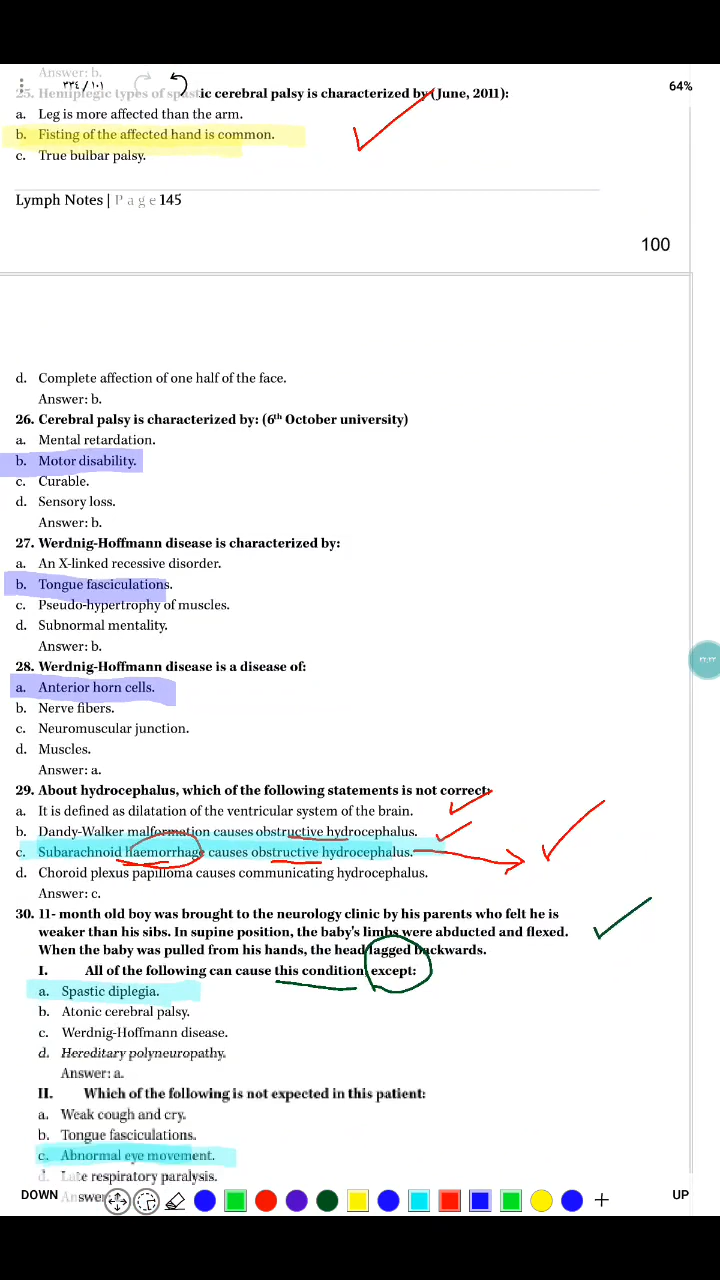 Answer: b.
٣٣٤ / ١٠١
64%
25. Hemiplegic types of spastic cerebral palsy is characterized by (June, 2011):
a. Leg is more affected than the arm.
b. Fisting of the affected hand is common.
c. True bulbar palsy.
Lymph Notes | P a g e 145
100
d. Complete affection of one half of the face.
Answer: b.
26. Cerebral palsy is characterized by: (6th October university)
a. Mental retardation.
b. Motor disability.
c. Curable.
d. Sensory loss.
Answer: b.
27. Werdnig-Hoffmann disease is characterized by:
a. An X-linked recessive disorder.
b. Tongue fasciculations.
c. Pseudo-hypertrophy of muscles.
d. Subnormal mentality.
Answer: b.
28. Werdnig-Hoffmann disease is a disease of:
a. Anterior horn cells.
b. Nerve fibers.
c. Neuromuscular junction.
d. Muscles.
Answer: a.
29. About hydrocephalus, which of the following statements is not correct:
a. It is defined as dilatation of the ventricular system of the brain.
b. Dandy-Walker malformation causes obstructive hydrocephalus.
c. Subarachnoid haemorrhage causes obstructive hydrocephalus.
d. Choroid plexus papilloma causes communicating hydrocephalus.
Answer: c.
30. 11- month old boy was brought to the neurology clinic by his parents who felt he is
weaker than his sibs. In supine position, the baby's limbs were abducted and flexed.
When the baby was pulled from his hands, the head lagged backwards.
I. All of the following can cause this condition except:
a. Spastic diplegia.
b. Atonic cerebral palsy.
c. Werdnig-Hoffmann disease.
d. Hereditary polyneuropathy.
Answer: a.
II. Which of the following is not expected in this patient:
a. Weak cough and cry.
b. Tongue fasciculations.
c. Abnormal eye movement.
d. Late respiratory paralysis.
DOWN
UP